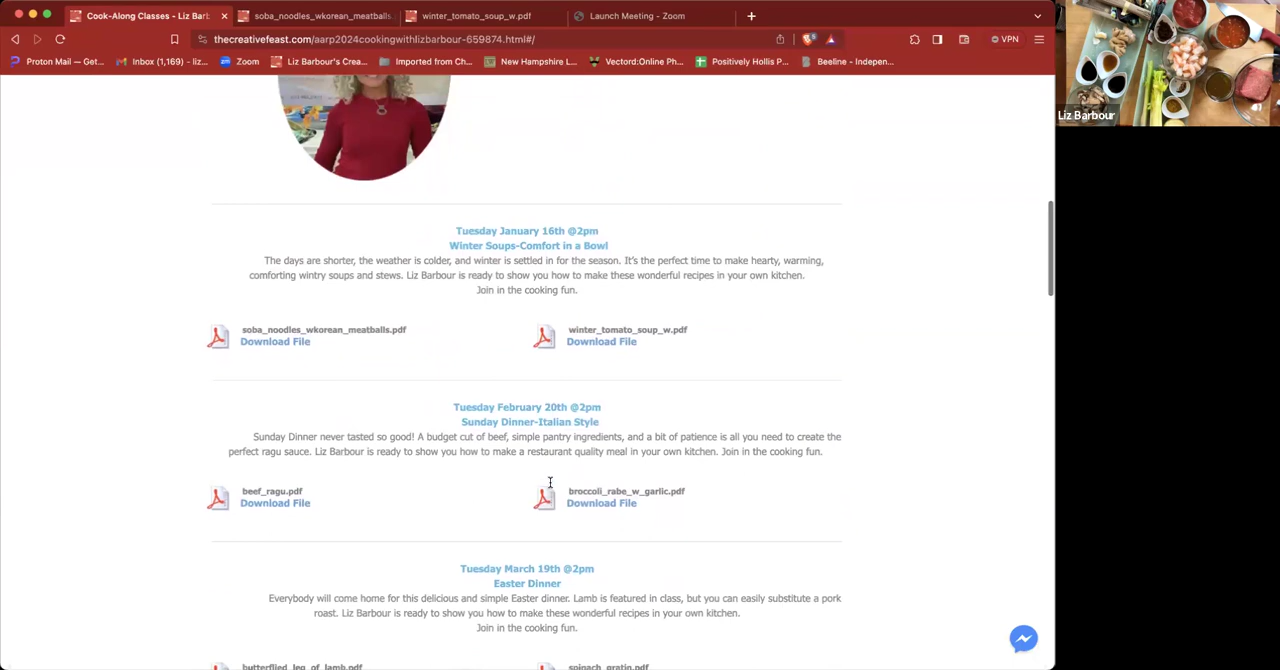 Cook-Along Classes - Liz Bar
soba_noodles_wkorean_meatballs.
winter_tomato_soup_w.pdf
Launch Meeting - Zoom
thecreativefeast.com/aarp2024cookingwithlizbarbour-659874.html#/
VPN
Proton Mail — Get...
Inbox (1,169) - liz...
Zoom
Liz Barbour's Crea...
Imported from Ch...
New Hampshire L...
Vectord:Online Ph...
Positively Hollis P...
Beeline - Indepen...
Liz Barbour
Tuesday January 16th @2pm
Winter Soups-Comfort in a Bowl
The days are shorter, the weather is colder, and winter is settled in for the season. It's the perfect time to make hearty, warming,
comforting wintry soups and stews. Liz Barbour is ready to show you how to make these wonderful recipes in your own kitchen.
Join in the cooking fun.
soba_noodles_wkorean_meatballs.pdf
Download File
winter_tomato_soup_w.pdf
Download File
Tuesday February 20th @2pm
Sunday Dinner-Italian Style
Sunday Dinner never tasted so good! A budget cut of beef, simple pantry ingredients, and a bit of patience is all you need to create the
perfect ragu sauce. Liz Barbour is ready to show you how to make a restaurant quality meal in your own kitchen. Join in the cooking fun.
beef_ragu.pdf
Download File
broccoli_rabe_w_garlic.pdf
Download File
Tuesday March 19th @2pm
Easter Dinner
Everybody will come home for this delicious and simple Easter dinner. Lamb is featured in class, but you can easily substitute a pork
roast. Liz Barbour is ready to show you how to make these wonderful recipes in your own kitchen.
Join in the cooking fun.
butterflied_leg_of_lamb.pdf
spinach_gratin.pdf